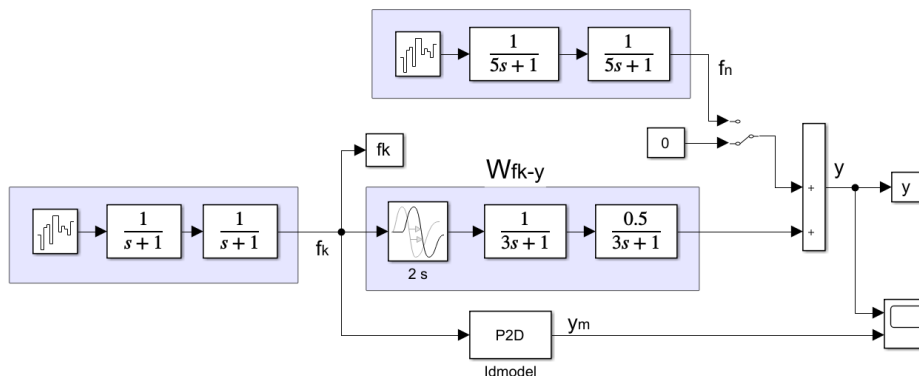 1
5s + 1
1
5s + 1
fn
fk
0
Wfk-y
y
y
1
s + 1
1
s + 1
fk
2 s
1
3s + 1
0.5
3s + 1
+
+
P2D
ym
Idmodel